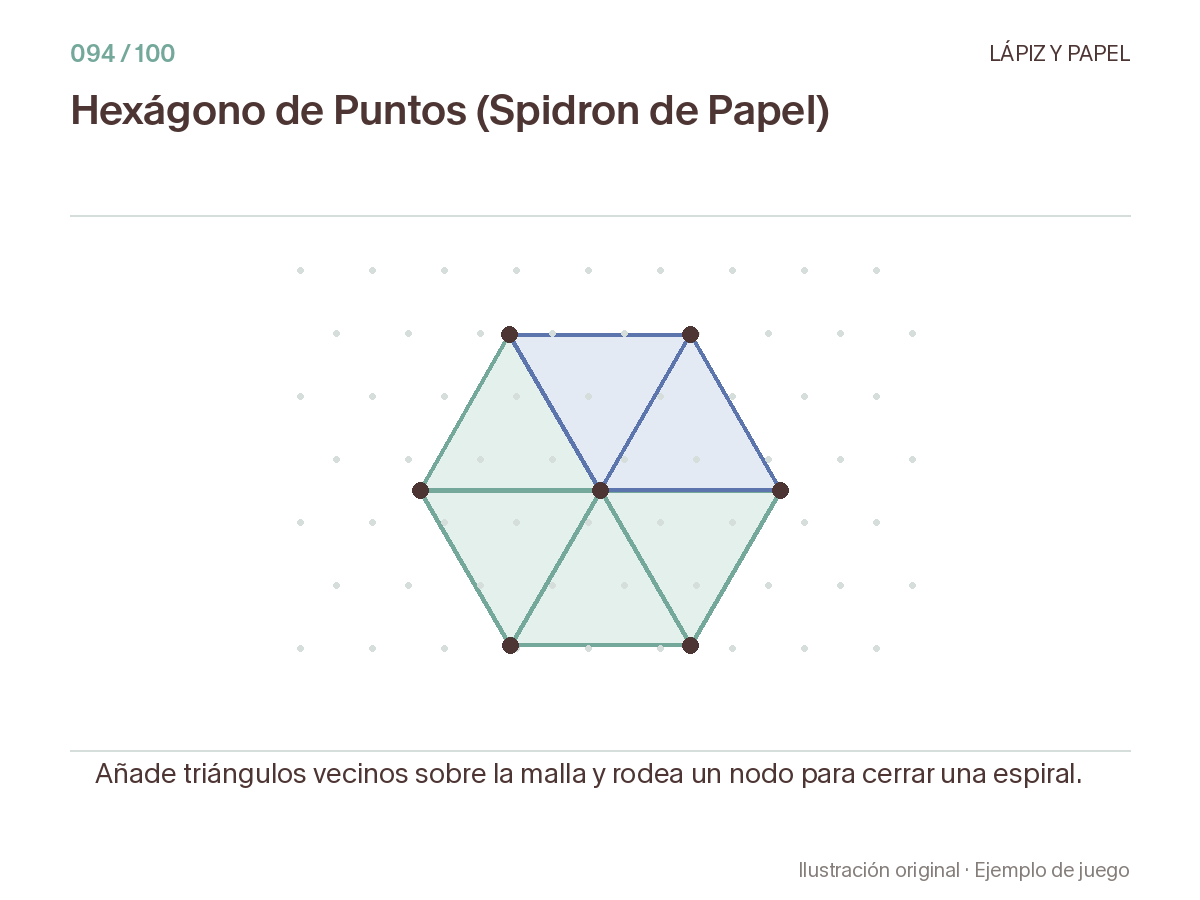 094 / 100
LÁPIZ Y PAPEL
Hexágono de Puntos (Spidron de Papel)
Añade triángulos vecinos sobre la malla y rodea un nodo para cerrar una espiral.
Ilustración original · Ejemplo de juego